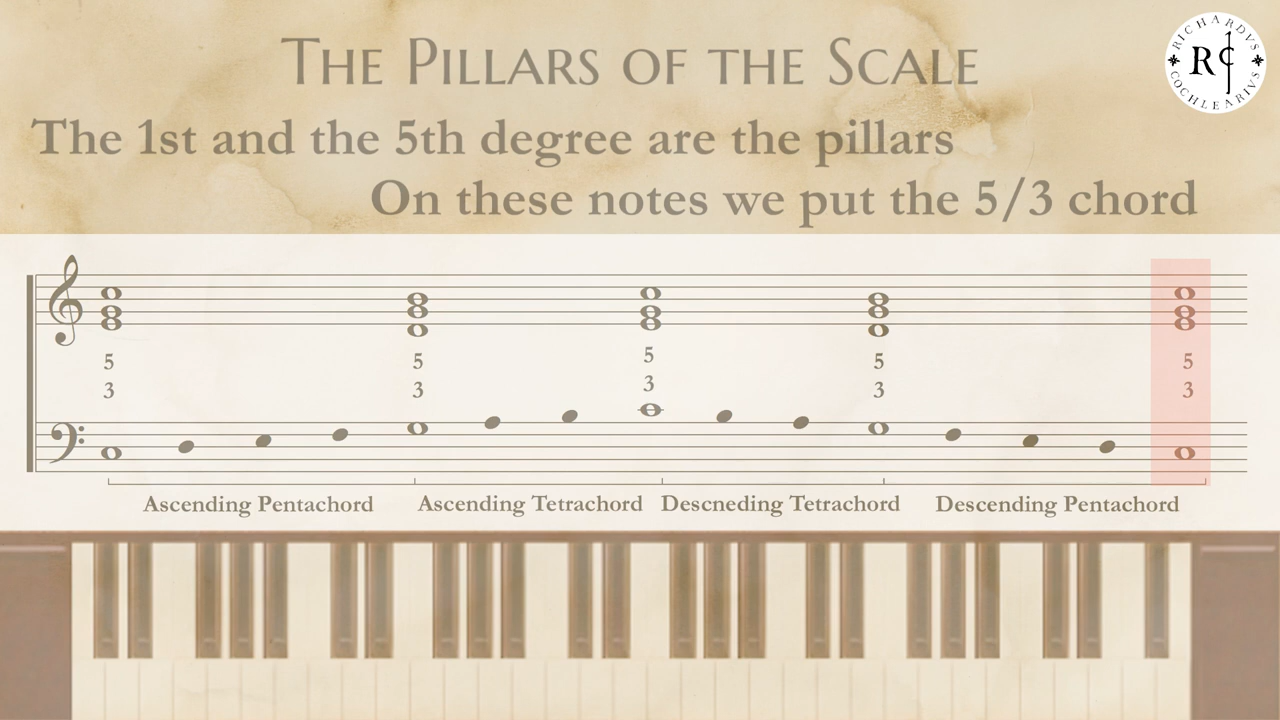 The Pillars of the Scale
RICHARDVS COCHLEARIVS
RC
The 1st and the 5th degree are the pillars
On these notes we put the 5/3 chord
5 5 5 5 5
3 3 3 3 3
Ascending Pentachord Ascending Tetrachord Descneding Tetrachord Descending Pentachord